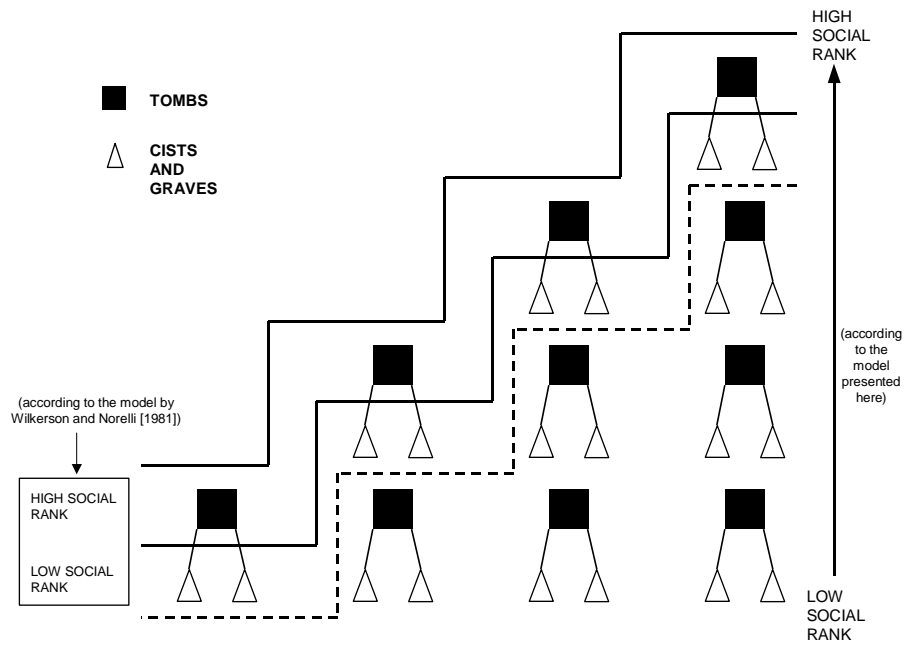 HIGH
SOCIAL
RANK
TOMBS
CISTS
AND
GRAVES
(according
to the
model
presented
here)
(according to the model by
Wilkerson and Norelli [1981])
HIGH SOCIAL
RANK
LOW SOCIAL
RANK
LOW
SOCIAL
RANK